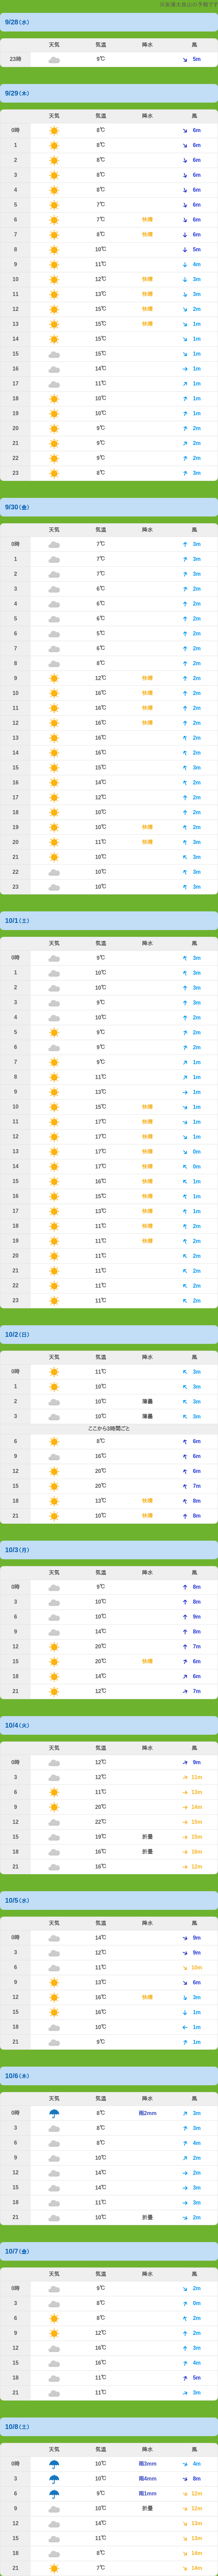 9/28(水)
天気 気温 降水 風
23時 9℃ 5m
9/29(木)
天気 気温 降水 風
0時 8℃ 6m
1 8℃ 6m
2 8℃ 6m
3 8℃ 6m
4 8℃ 6m
5 7℃ 6m
6 7℃ 快晴 6m
7 8℃ 快晴 6m
8 10℃ 5m
9 11℃ 4m
10 12℃ 快晴 3m
11 13℃ 快晴 3m
12 15℃ 快晴 2m
13 15℃ 快晴 1m
14 15℃ 1m
15 15℃ 1m
16 14℃ 1m
17 11℃ 1m
18 10℃ 1m
19 10℃ 1m
20 9℃ 2m
21 9℃ 2m
22 9℃ 2m
23 8℃ 3m
9/30(金)
天気 気温 降水 風
0時 7℃ 3m
1 7℃ 3m
2 7℃ 3m
3 6℃ 2m
4 6℃ 2m
5 6℃ 2m
6 5℃ 2m
7 6℃ 2m
8 8℃ 2m
9 12℃ 快晴 2m
10 16℃ 快晴 2m
11 16℃ 快晴 2m
12 16℃ 快晴 2m
13 16℃ 2m
14 16℃ 2m
15 15℃ 3m
16 14℃ 2m
17 12℃ 2m
18 10℃ 2m
19 10℃ 快晴 2m
20 11℃ 快晴 3m
21 10℃ 3m
22 10℃ 3m
23 10℃ 3m
10/1(土)
天気 気温 降水 風
0時 9℃ 3m
1 10℃ 3m
2 10℃ 3m
3 9℃ 3m
4 10℃ 2m
5 9℃ 2m
6 9℃ 2m
7 9℃ 1m
8 11℃ 1m
9 13℃ 1m
10 15℃ 快晴 1m
11 17℃ 快晴 1m
12 17℃ 快晴 1m
13 17℃ 快晴 0m
14 17℃ 快晴 0m
15 16℃ 快晴 1m
16 15℃ 快晴 1m
17 13℃ 快晴 1m
18 11℃ 快晴 2m
19 11℃ 快晴 2m
20 11℃ 2m
21 11℃ 2m
22 11℃ 2m
23 11℃ 2m
10/2(日)
天気 気温 降水 風
0時 11℃ 3m
1 10℃ 3m
2 10℃ 薄曇 3m
3 10℃ 薄曇 3m
ここから3時間ごと
6 8℃ 6m
9 16℃ 6m
12 20℃ 6m
15 20℃ 7m
18 13℃ 快晴 8m
21 10℃ 快晴 8m
10/3(月)
天気 気温 降水 風
0時 9℃ 8m
3 10℃ 8m
6 10℃ 9m
9 14℃ 8m
12 20℃ 7m
15 20℃ 快晴 6m
18 14℃ 6m
21 12℃ 7m
10/4(火)
天気 気温 降水 風
0時 12℃ 9m
3 12℃ 11m
6 11℃ 13m
9 20℃ 14m
12 22℃ 15m
15 19℃ 折曇 15m
18 16℃ 折曇 16m
21 16℃ 12m
10/5(水)
天気 気温 降水 風
0時 14℃ 9m
3 12℃ 9m
6 11℃ 10m
9 13℃ 6m
12 16℃ 快晴 3m
15 16℃ 1m
18 10℃ 1m
21 9℃ 1m
10/6(木)
天気 気温 降水 風
0時 8℃ 雨2mm 3m
3 8℃ 3m
6 8℃ 4m
9 10℃ 2m
12 14℃ 2m
15 14℃ 3m
18 11℃ 3m
21 10℃ 折曇 2m
10/7(金)
天気 気温 降水 風
0時 9℃ 2m
3 8℃ 0m
6 8℃ 2m
9 12℃ 2m
12 16℃ 3m
15 16℃ 4m
18 11℃ 5m
21 11℃ 3m
10/8(土)
天気 気温 降水 風
0時 10℃ 雨3mm 4m
3 10℃ 雨4mm 8m
6 9℃ 雨1mm 12m
9 10℃ 折曇 12m
12 14℃ 13m
15 11℃ 13m
18 8℃ 14m
21 7℃ 14m